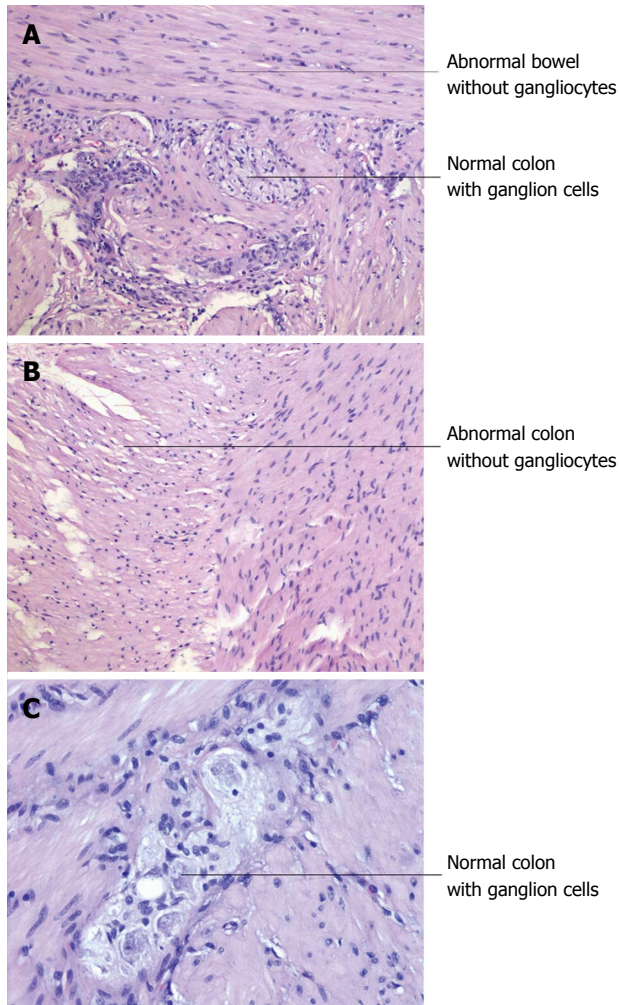 A
Abnormal bowel
without gangliocytes
Normal colon
with ganglion cells
B
Abnormal colon
without gangliocytes
C
Normal colon
with ganglion cells